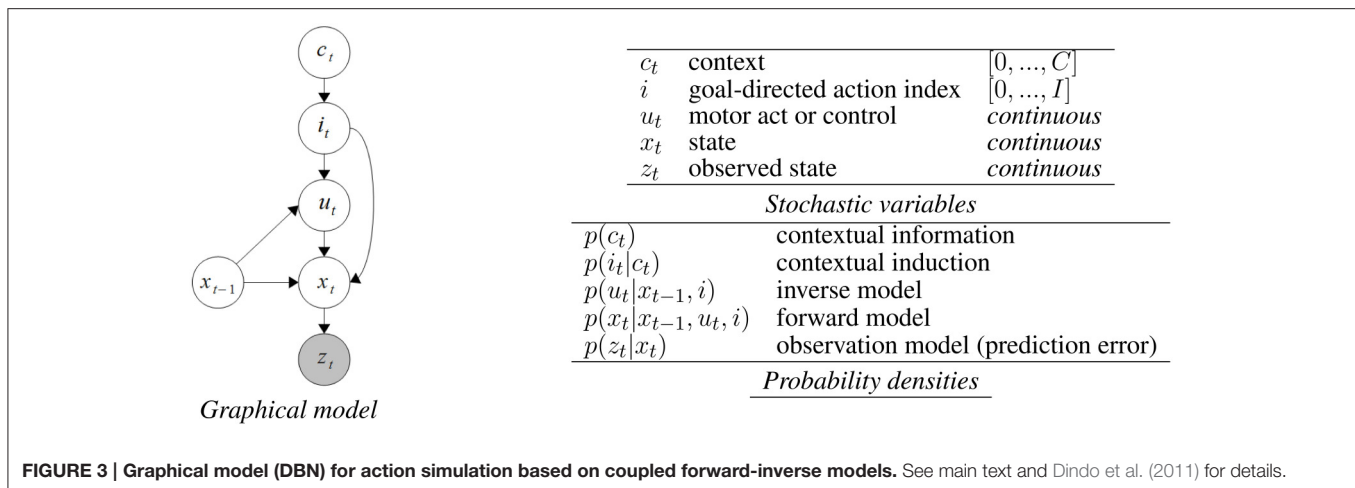 c_t
i_t
u_t
x_{t-1}
x_t
z_t
Graphical model
c_t context [0, ..., C]
i goal-directed action index [0, ..., I]
u_t motor act or control continuous
x_t state continuous
z_t observed state continuous
Stochastic variables
p(c_t) contextual information
p(i_t|c_t) contextual induction
p(u_t|x_{t-1}, i) inverse model
p(x_t|x_{t-1}, u_t, i) forward model
p(z_t|x_t) observation model (prediction error)
Probability densities
FIGURE 3 | Graphical model (DBN) for action simulation based on coupled forward-inverse models. See main text and Dindo et al. (2011) for details.